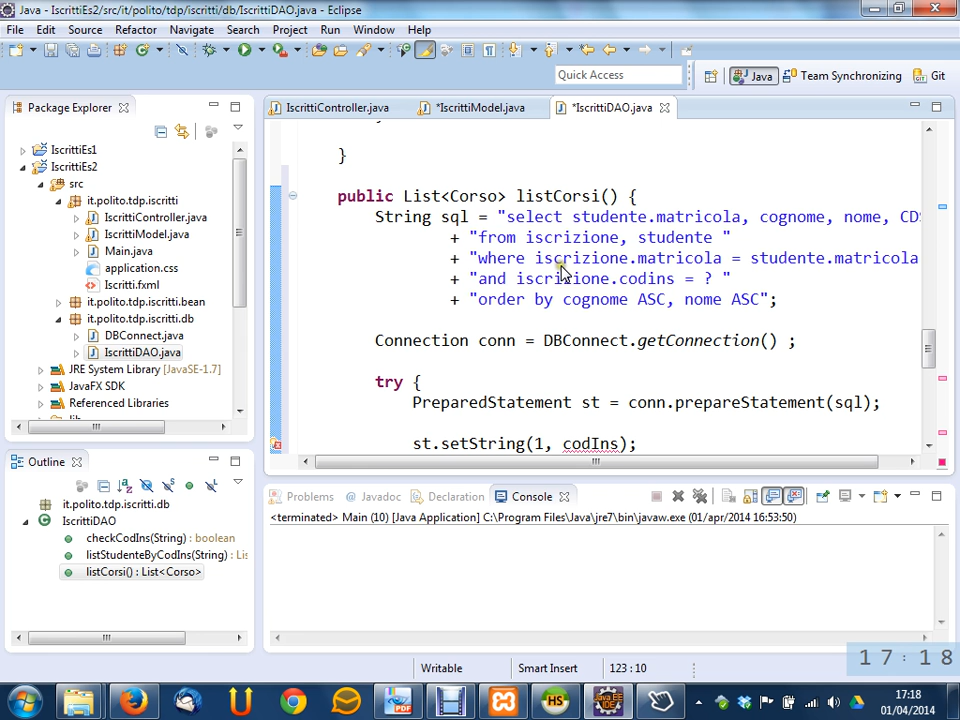 Java - IscrittiEs2/src/it/polito/tdp/iscritti/db/IscrittiDAO.java - Eclipse
File Edit Source Refactor Navigate Search Project Run Window Help
Quick Access
Java
Team Synchronizing
Git
Package Explorer
IscrittiController.java
*IscrittiModel.java
*IscrittiDAO.java
IscrittiEs1
IscrittiEs2
src
it.polito.tdp.iscritti
IscrittiController.java
IscrittiModel.java
Main.java
application.css
Iscritti.fxml
it.polito.tdp.iscritti.bean
it.polito.tdp.iscritti.db
DBConnect.java
IscrittiDAO.java
JRE System Library [JavaSE-1.7]
JavaFX SDK
Referenced Libraries
lib
}
public List<Corso> listCorsi() {
String sql = "select studente.matricola, cognome, nome, CDS
+ "from iscrizione, studente "
+ "where iscrizione.matricola = studente.matricola
+ "and iscrizione.codins = ? "
+ "order by cognome ASC, nome ASC";
Connection conn = DBConnect.getConnection() ;
try {
PreparedStatement st = conn.prepareStatement(sql);
st.setString(1, codIns);
Outline
it.polito.tdp.iscritti.db
IscrittiDAO
checkCodIns(String) : boolean
listStudenteByCodIns(String) : Li
listCorsi() : List<Corso>
Problems
@ Javadoc
Declaration
Console
<terminated> Main (10) [Java Application] C:\Program Files\Java\jre7\bin\javaw.exe (01/apr/2014 16:53:50)
Writable
Smart Insert
123 : 10
17:18
17:18
01/04/2014